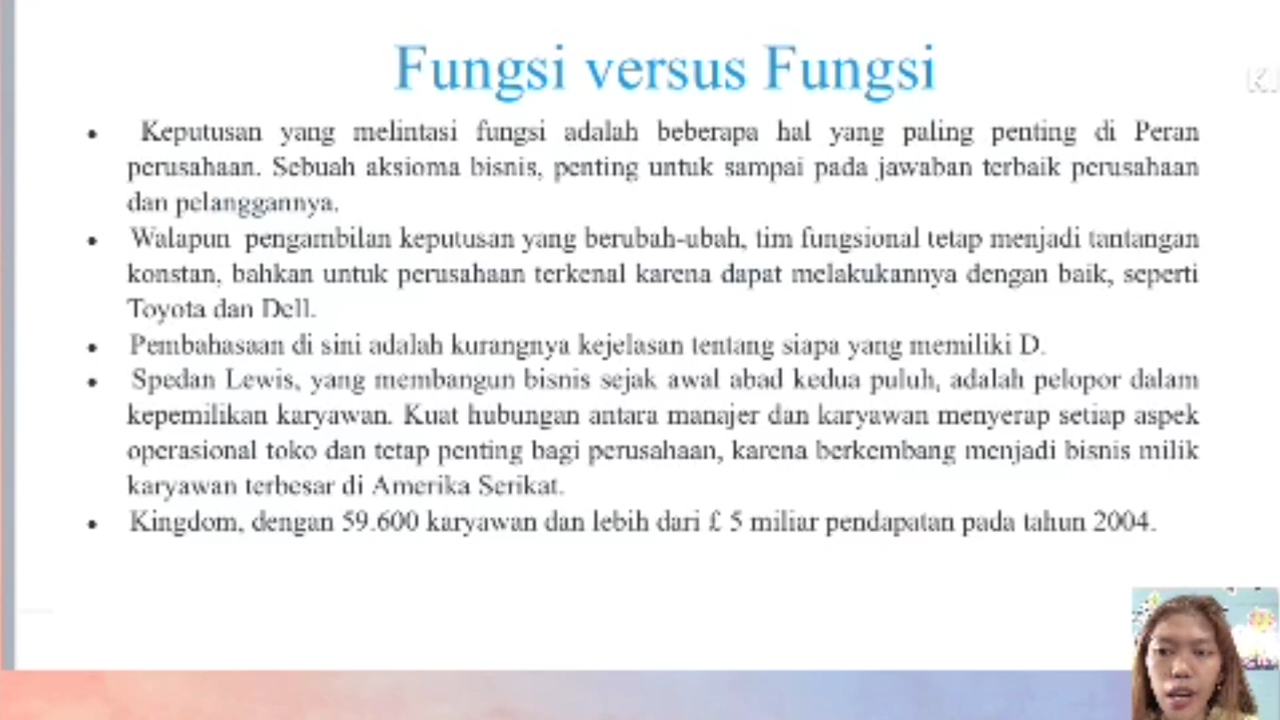 Fungsi versus Fungsi
• Keputusan yang melintasi fungsi adalah beberapa hal yang paling penting di Peran
perusahaan. Sebuah aksioma bisnis, penting untuk sampai pada jawaban terbaik perusahaan
dan pelanggannya.
• Walapun pengambilan keputusan yang berubah-ubah, tim fungsional tetap menjadi tantangan
konstan, bahkan untuk perusahaan terkenal karena dapat melakukannya dengan baik, seperti
Toyota dan Dell.
• Pembahasaan di sini adalah kurangnya kejelasan tentang siapa yang memiliki D.
• Spedan Lewis, yang membangun bisnis sejak awal abad kedua puluh, adalah pelopor dalam
kepemilikan karyawan. Kuat hubungan antara manajer dan karyawan menyerap setiap aspek
operasional toko dan tetap penting bagi perusahaan, karena berkembang menjadi bisnis milik
karyawan terbesar di Amerika Serikat.
• Kingdom, dengan 59.600 karyawan dan lebih dari £ 5 miliar pendapatan pada tahun 2004.